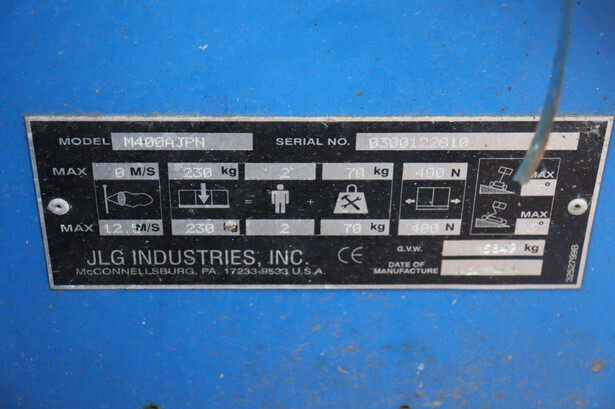 MODEL M400AJPN SERIAL NO. 0300122810
MAX 0 M/S 230 kg 2 70 kg 400 N MAX °
= +
MAX 12.5 M/S 230 kg 2 70 kg 400 N MAX °
JLG INDUSTRIES, INC. CE G.V.W. kg
McCONNELLSBURG, PA. 17233-9533 U.S.A. DATE OF MANUFACTURE
3252799B